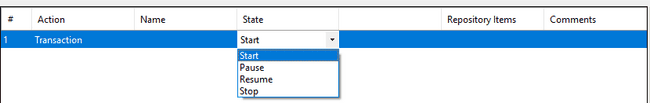 # Action Name State Repository Items Comments
1 Transaction Start
Start
Pause
Resume
Stop